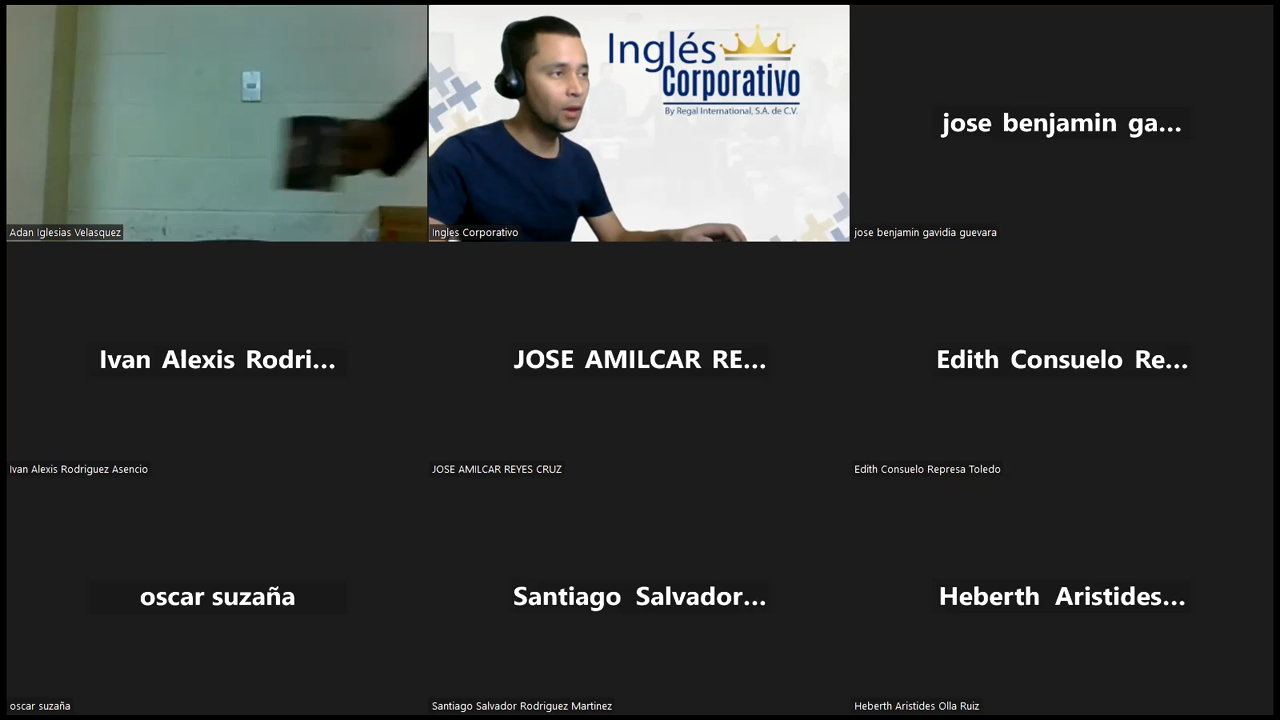 Adan Iglesias Velasquez
Inglés
Corporativo
By Regal International, S.A. de C.V.
Ingles Corporativo
jose benjamin ga...
jose benjamin gavidia guevara
Ivan Alexis Rodri...
Ivan Alexis Rodriguez Asencio
JOSE AMILCAR RE...
JOSE AMILCAR REYES CRUZ
Edith Consuelo Re...
Edith Consuelo Represa Toledo
oscar suzaña
oscar suzaña
Santiago Salvador...
Santiago Salvador Rodriguez Martinez
Heberth Aristides...
Heberth Aristides Olla Ruiz